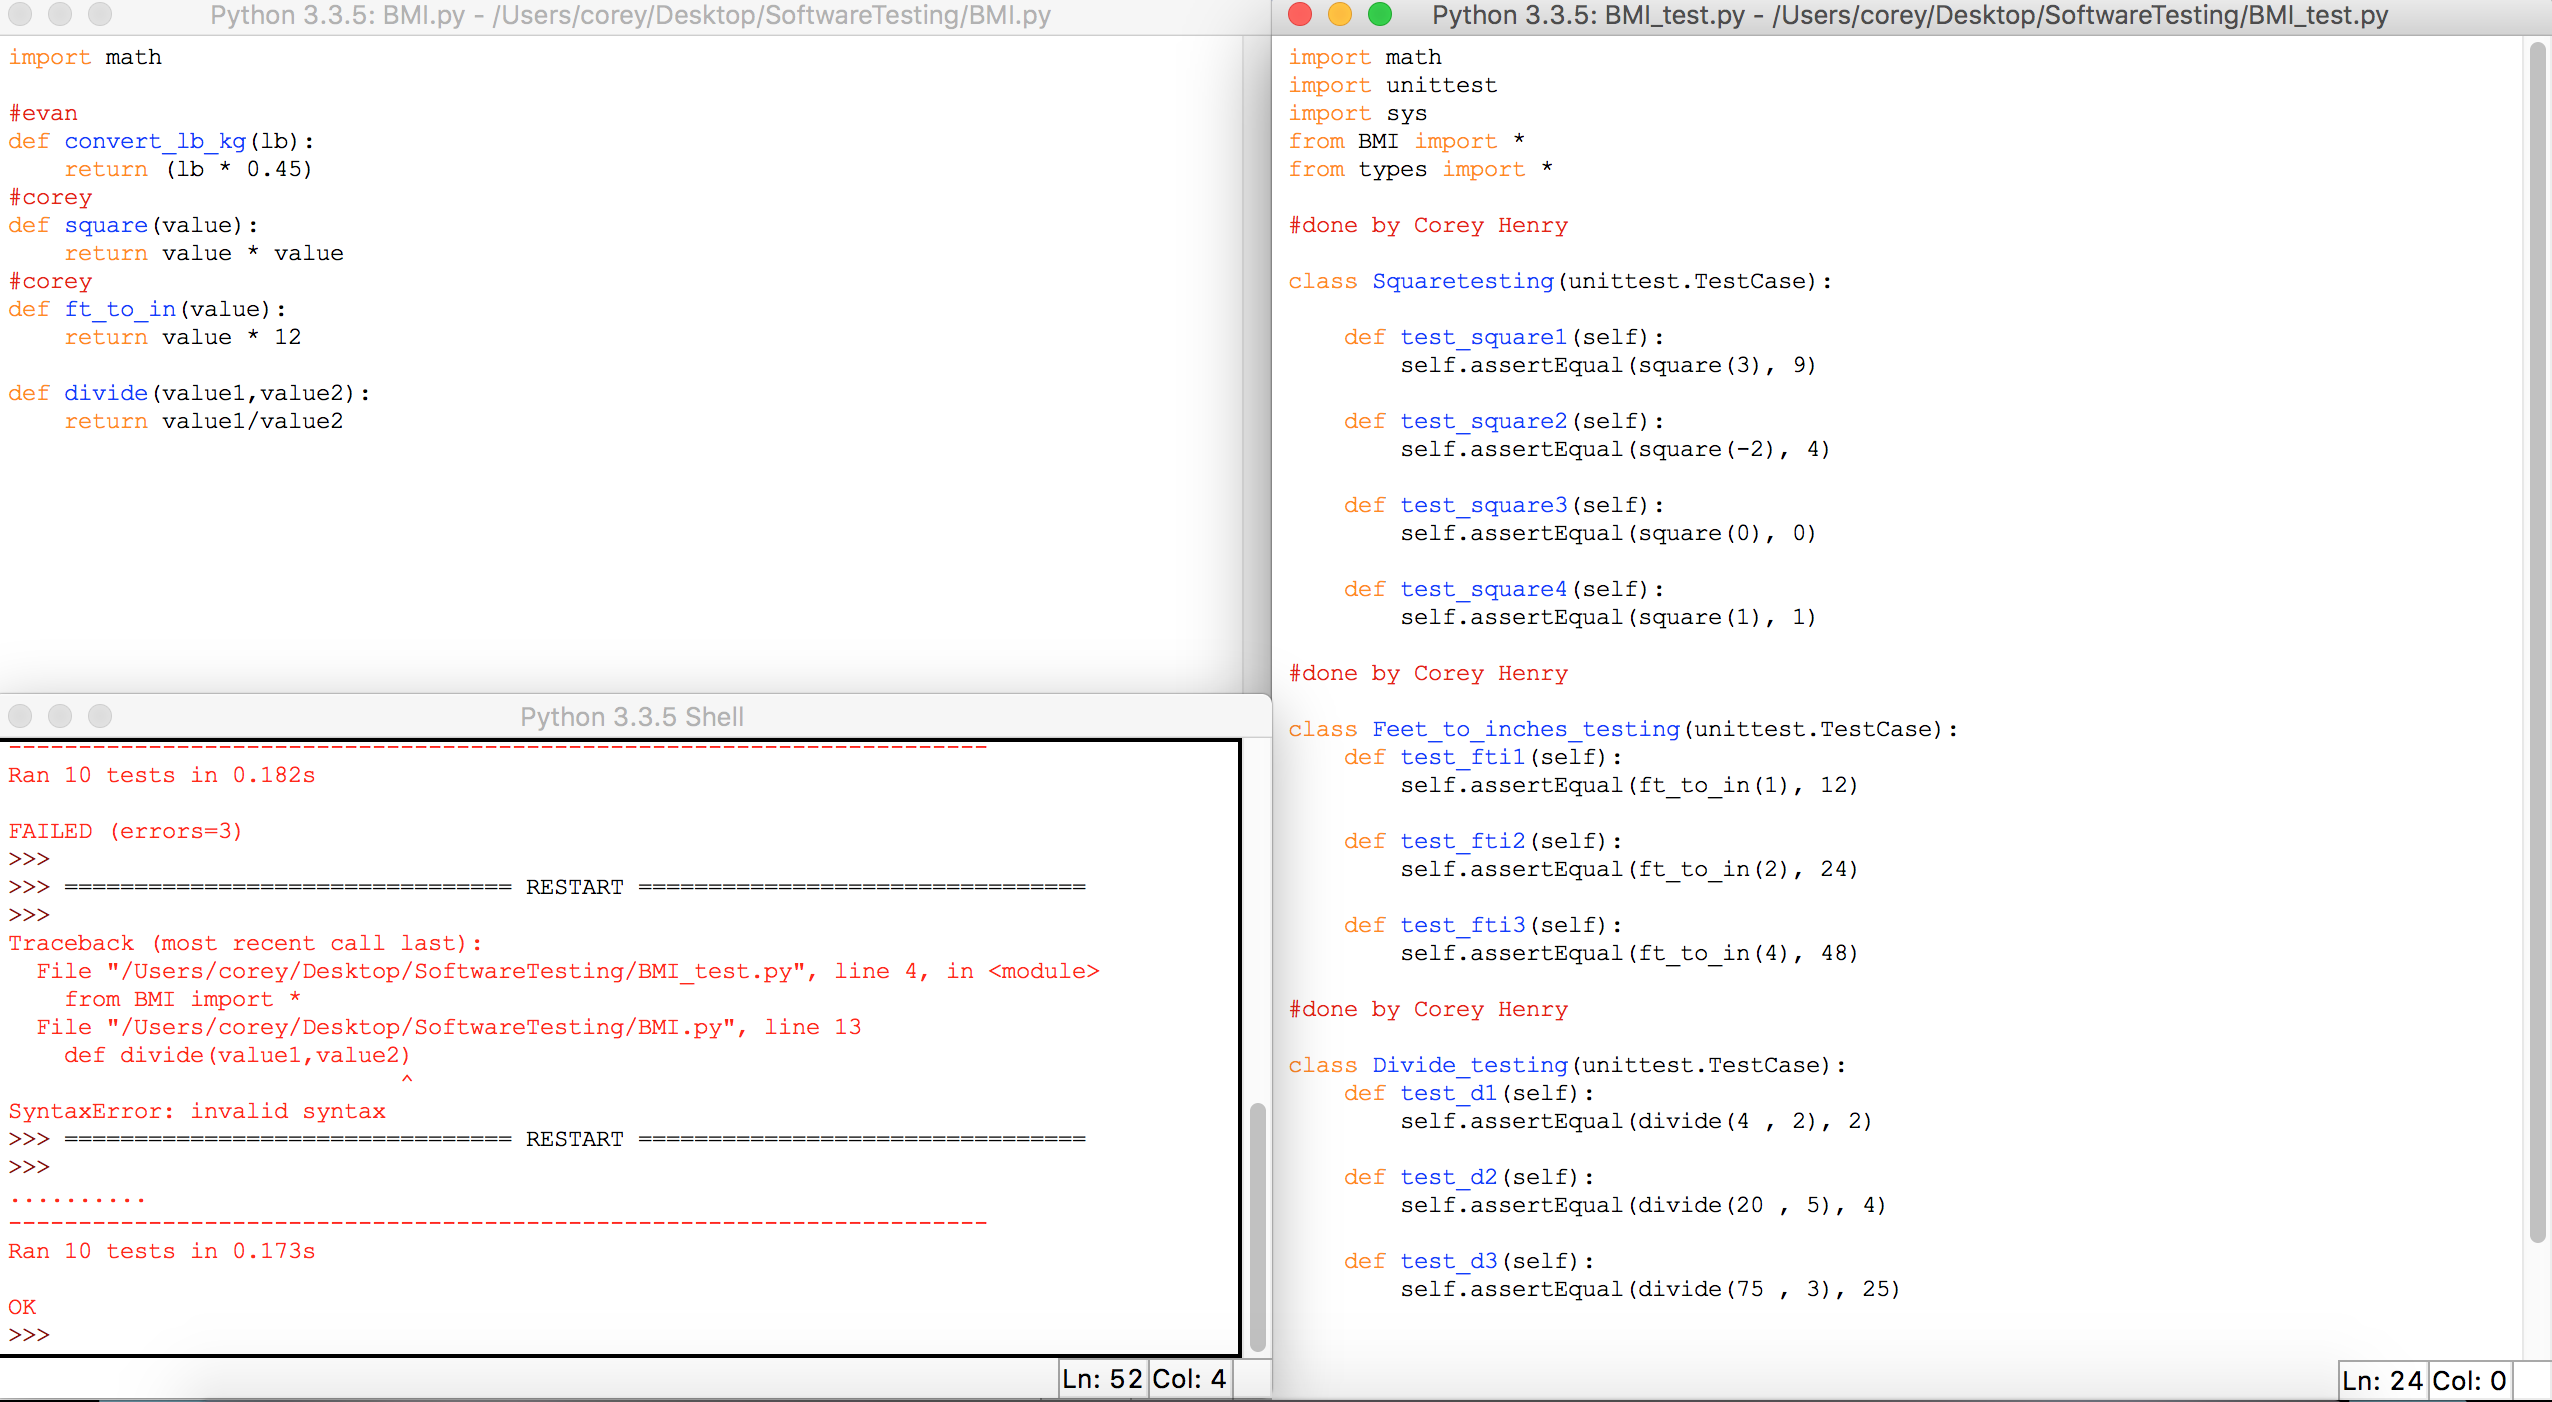 Python 3.3.5: BMI.py - /Users/corey/Desktop/SoftwareTesting/BMI.py
import math
#evan
def convert_lb_kg(lb):
    return (lb * 0.45)
#corey
def square(value):
    return value * value
#corey
def ft_to_in(value):
    return value * 12
def divide(value1,value2):
    return value1/value2
Python 3.3.5 Shell
----------------------------------------------------------------------
Ran 10 tests in 0.182s
FAILED (errors=3)
>>>
>>> ================================ RESTART ================================
>>>
Traceback (most recent call last):
  File "/Users/corey/Desktop/SoftwareTesting/BMI_test.py", line 4, in <module>
    from BMI import *
  File "/Users/corey/Desktop/SoftwareTesting/BMI.py", line 13
    def divide(value1,value2)
                            ^
SyntaxError: invalid syntax
>>> ================================ RESTART ================================
>>>
..........
----------------------------------------------------------------------
Ran 10 tests in 0.173s
OK
>>>
Ln: 52 Col: 4
Python 3.3.5: BMI_test.py - /Users/corey/Desktop/SoftwareTesting/BMI_test.py
import math
import unittest
import sys
from BMI import *
from types import *
#done by Corey Henry
class Squaretesting(unittest.TestCase):
    def test_square1(self):
        self.assertEqual(square(3), 9)
    def test_square2(self):
        self.assertEqual(square(-2), 4)
    def test_square3(self):
        self.assertEqual(square(0), 0)
    def test_square4(self):
        self.assertEqual(square(1), 1)
#done by Corey Henry
class Feet_to_inches_testing(unittest.TestCase):
    def test_fti1(self):
        self.assertEqual(ft_to_in(1), 12)
    def test_fti2(self):
        self.assertEqual(ft_to_in(2), 24)
    def test_fti3(self):
        self.assertEqual(ft_to_in(4), 48)
#done by Corey Henry
class Divide_testing(unittest.TestCase):
    def test_d1(self):
        self.assertEqual(divide(4 , 2), 2)
    def test_d2(self):
        self.assertEqual(divide(20 , 5), 4)
    def test_d3(self):
        self.assertEqual(divide(75 , 3), 25)
Ln: 24 Col: 0